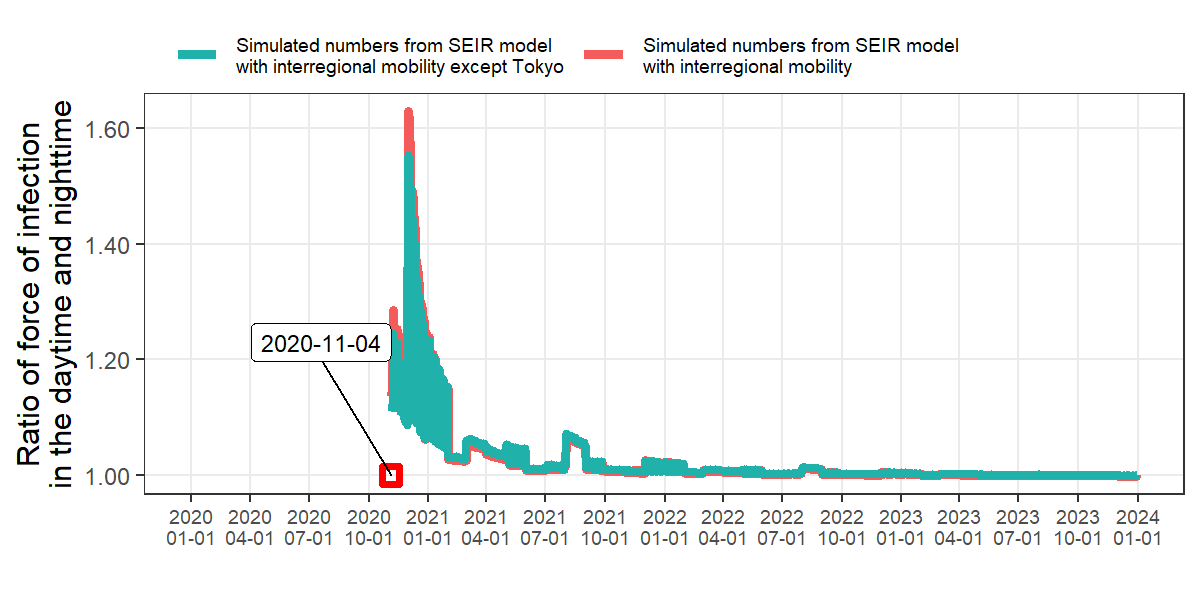 Simulated numbers from SEIR model
with interregional mobility except Tokyo
Simulated numbers from SEIR model
with interregional mobility
Ratio of force of infection
in the daytime and nighttime
1.60
1.40
1.20
1.00
2020-11-04
2020 2020 2020 2020 2021 2021 2021 2021 2022 2022 2022 2022 2023 2023 2023 2023 2024
01-01 04-01 07-01 10-01 01-01 04-01 07-01 10-01 01-01 04-01 07-01 10-01 01-01 04-01 07-01 10-01 01-01